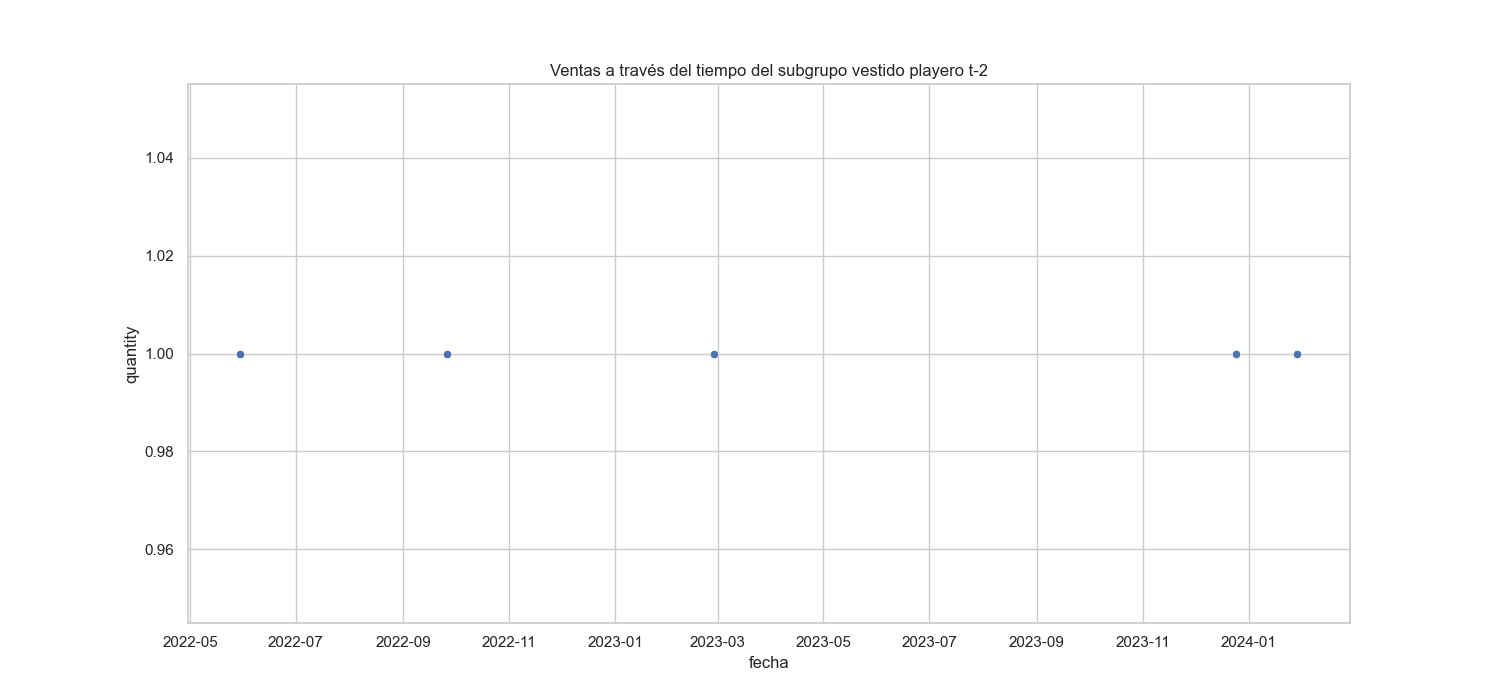 Ventas a través del tiempo del subgrupo vestido playero t-2
1.04
1.02
1.00
0.98
0.96
quantity
2022-05 2022-07 2022-09 2022-11 2023-01 2023-03 2023-05 2023-07 2023-09 2023-11 2024-01
fecha